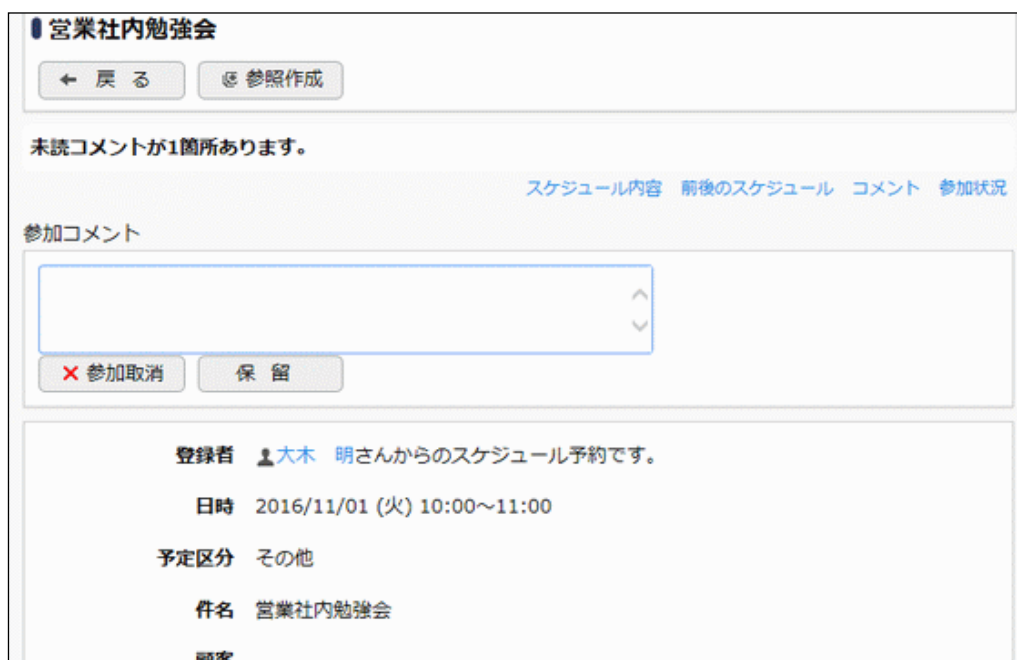 営業社内勉強会
戻 る 参照作成
未読コメントが1箇所あります。
スケジュール内容 前後のスケジュール コメント 参加状況
参加コメント
参加取消 保 留
登録者 大木 明さんからのスケジュール予約です。
日時 2016/11/01 (火) 10:00～11:00
予定区分 その他
件名 営業社内勉強会
顧客